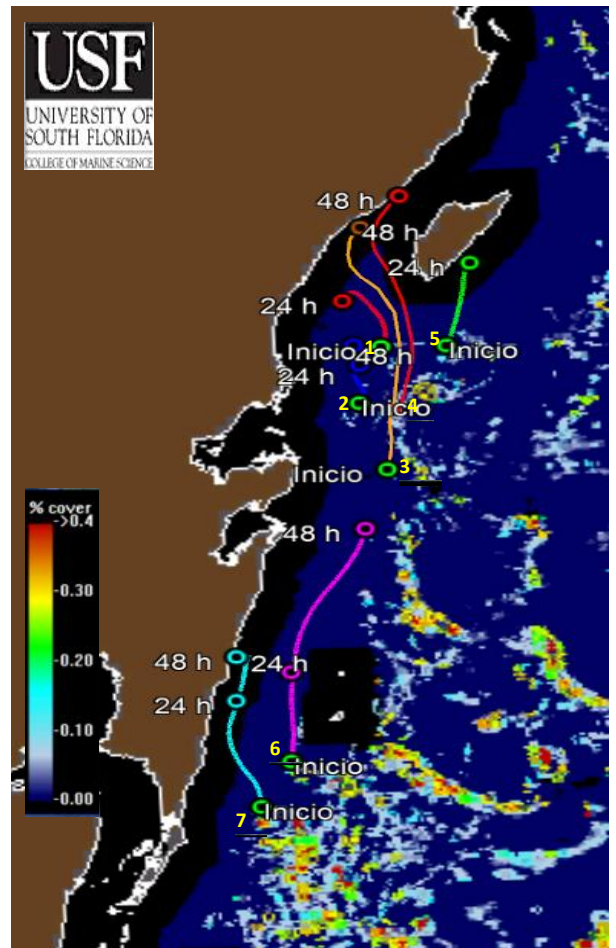 USF
UNIVERSITY OF
SOUTH FLORIDA
COLLEGE OF MARINE SCIENCE
48 h
48 h
24 h
24 h
Inicio
1
48 h
5
Inicio
24 h
2
Inicio
4
Inicio
3
% cover
->0.4
-0.30
-0.20
-0.10
-0.00
48 h
48 h
24 h
24 h
6
Inicio
7
Inicio